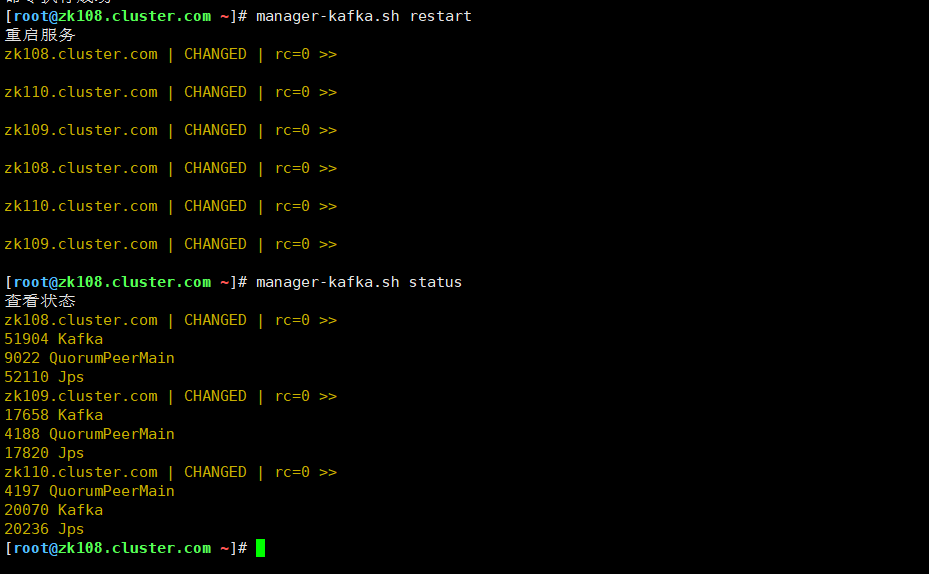 [root@zk108.cluster.com ~]# manager-kafka.sh restart
重启服务
zk108.cluster.com | CHANGED | rc=0 >>
zk110.cluster.com | CHANGED | rc=0 >>
zk109.cluster.com | CHANGED | rc=0 >>
zk108.cluster.com | CHANGED | rc=0 >>
zk110.cluster.com | CHANGED | rc=0 >>
zk109.cluster.com | CHANGED | rc=0 >>
[root@zk108.cluster.com ~]# manager-kafka.sh status
查看状态
zk108.cluster.com | CHANGED | rc=0 >>
51904 Kafka
9022 QuorumPeerMain
52110 Jps
zk109.cluster.com | CHANGED | rc=0 >>
17658 Kafka
4188 QuorumPeerMain
17820 Jps
zk110.cluster.com | CHANGED | rc=0 >>
4197 QuorumPeerMain
20070 Kafka
20236 Jps
[root@zk108.cluster.com ~]#